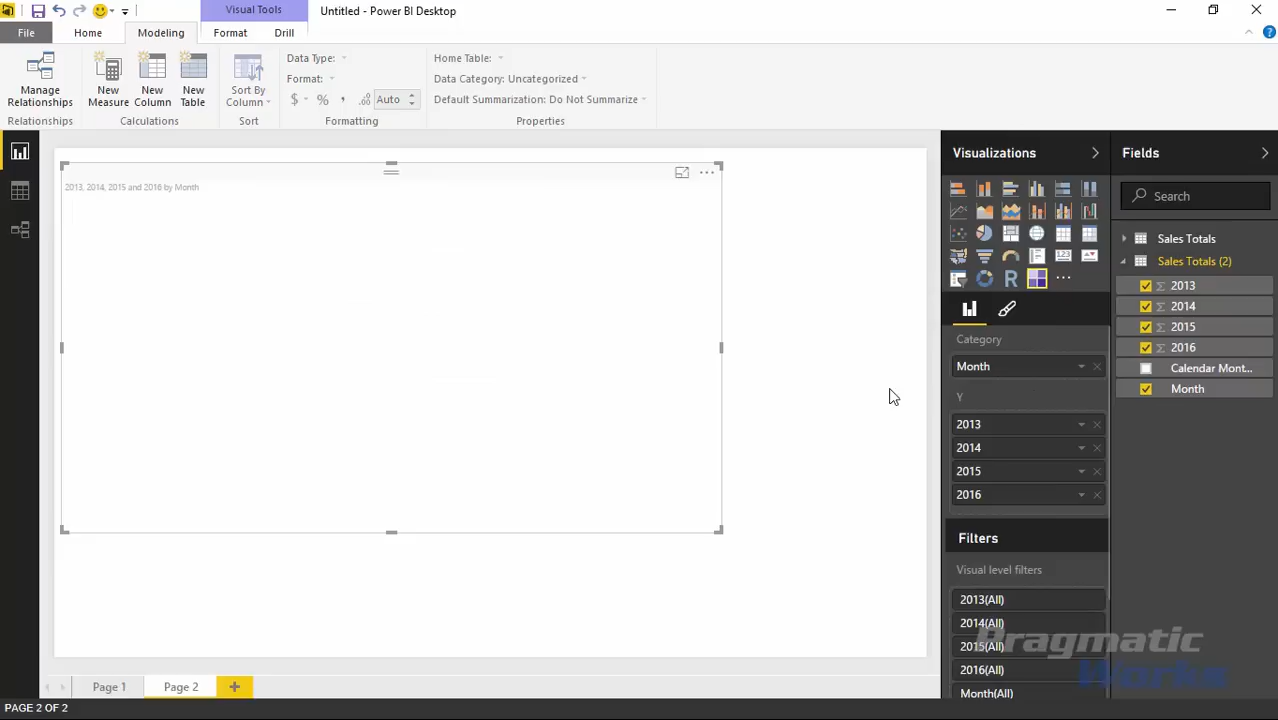 Visual Tools
Untitled - Power BI Desktop
File
Home
Modeling
Format
Drill
Manage
Relationships
New
Measure
New
Column
New
Table
Sort By
Column
Data Type:
Format:
$ % , .00 Auto
Home Table:
Data Category: Uncategorized
Default Summarization: Do Not Summarize
Relationships
Calculations
Sort
Formatting
Properties
2013, 2014, 2015 and 2016 by Month
Visualizations
123
R
Category
Month
Y
2013
2014
2015
2016
Filters
Visual level filters
2013(All)
2014(All)
2015(All)
2016(All)
Month(All)
Fields
Search
Sales Totals
Sales Totals (2)
Σ 2013
Σ 2014
Σ 2015
Σ 2016
Calendar Mont...
Month
Pragmatic
Works
Page 1
Page 2
PAGE 2 OF 2